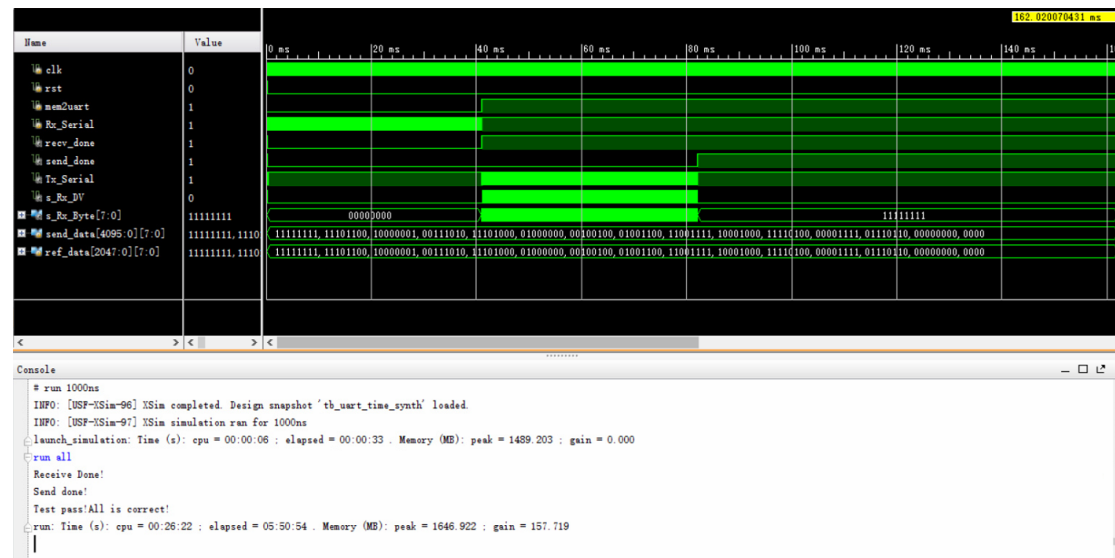 162.020070431 ms
Name Value |0 ms |20 ms |40 ms |60 ms |80 ms |100 ms |120 ms |140 ms
clk 0
rst 0
mem2uart 1
Rx_Serial 1
recv_done 1
send_done 1
Tx_Serial 1
s_Rx_DV 0
s_Rx_Byte[7:0] 11111111 00000000 11111111
send_data[4095:0][7:0] 11111111, 1110 11111111, 11101100, 10000001, 00111010, 11101000, 01000000, 00100100, 01001100, 11001111, 10001000, 11110100, 00001111, 01110110, 00000000, 0000
ref_data[2047:0][7:0] 11111111, 1110 11111111, 11101100, 10000001, 00111010, 11101000, 01000000, 00100100, 01001100, 11001111, 10001000, 11110100, 00001111, 01110110, 00000000, 0000
Console
# run 1000ns
INFO: [USF-XSim-96] XSim completed. Design snapshot 'tb_uart_time_synth' loaded.
INFO: [USF-XSim-97] XSim simulation ran for 1000ns
launch_simulation: Time (s): cpu = 00:00:06 ; elapsed = 00:00:33 . Memory (MB): peak = 1489.203 ; gain = 0.000
run all
Receive Done!
Send done!
Test pass!All is correct!
run: Time (s): cpu = 00:26:22 ; elapsed = 05:50:54 . Memory (MB): peak = 1646.922 ; gain = 157.719